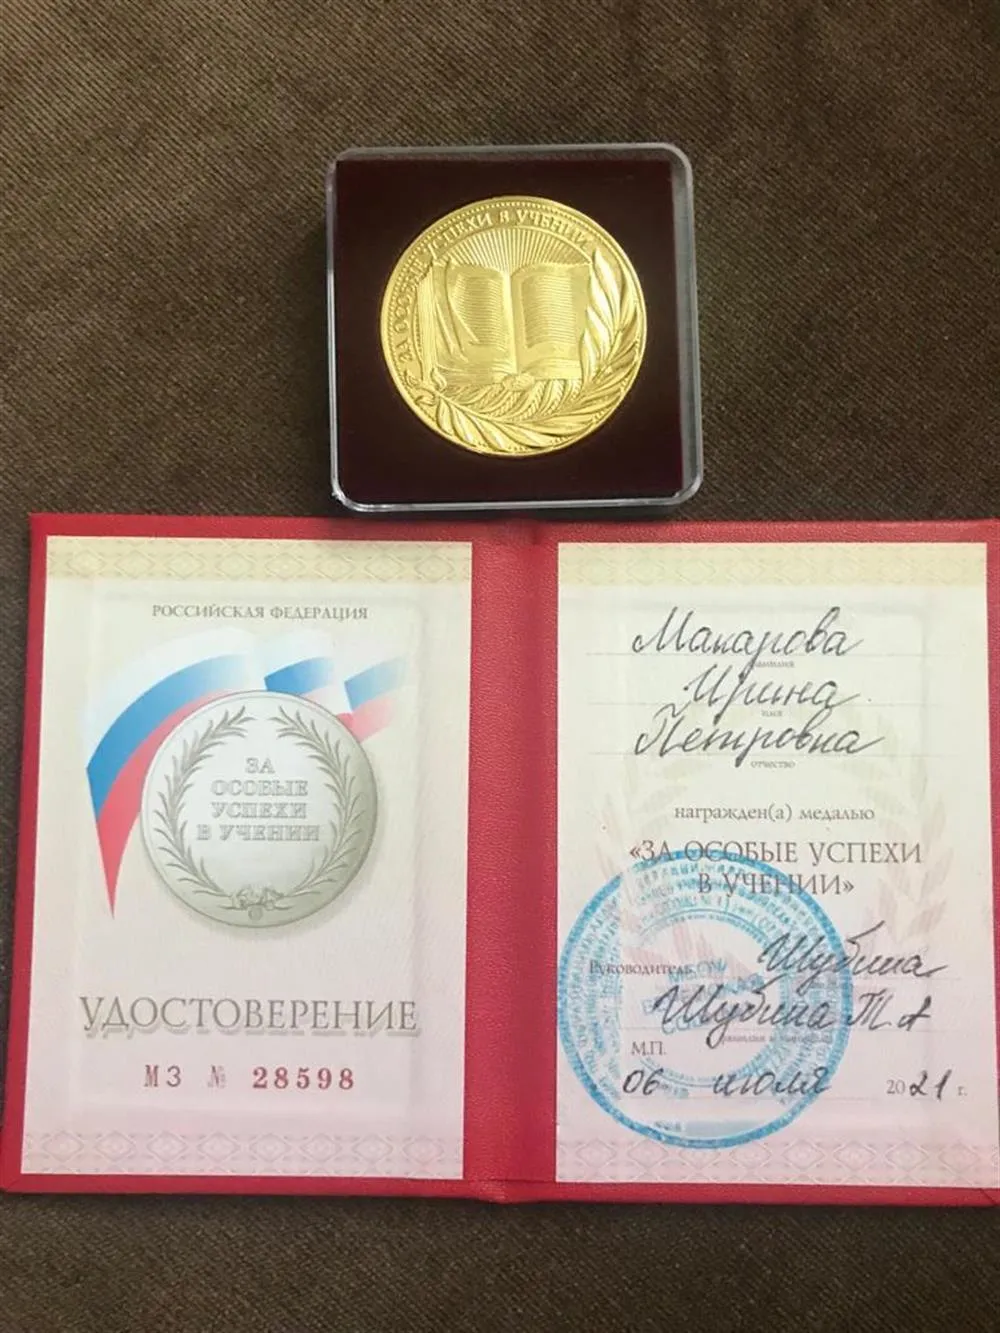 ЗА ОСОБЫЕ УСПЕХИ В УЧЕНИИ
РОССИЙСКАЯ ФЕДЕРАЦИЯ
ЗА
ОСОБЫЕ
УСПЕХИ
В УЧЕНИИ
УДОСТОВЕРЕНИЕ
МЗ № 28598
Макарова
фамилия
Ирина
имя
Петровна
отчество
награжден(а) медалью
«ЗА ОСОБЫЕ УСПЕХИ
В УЧЕНИИ»
Руководитель Шубина
Шубина Т.А
М.П.
06 июля 2021 г.